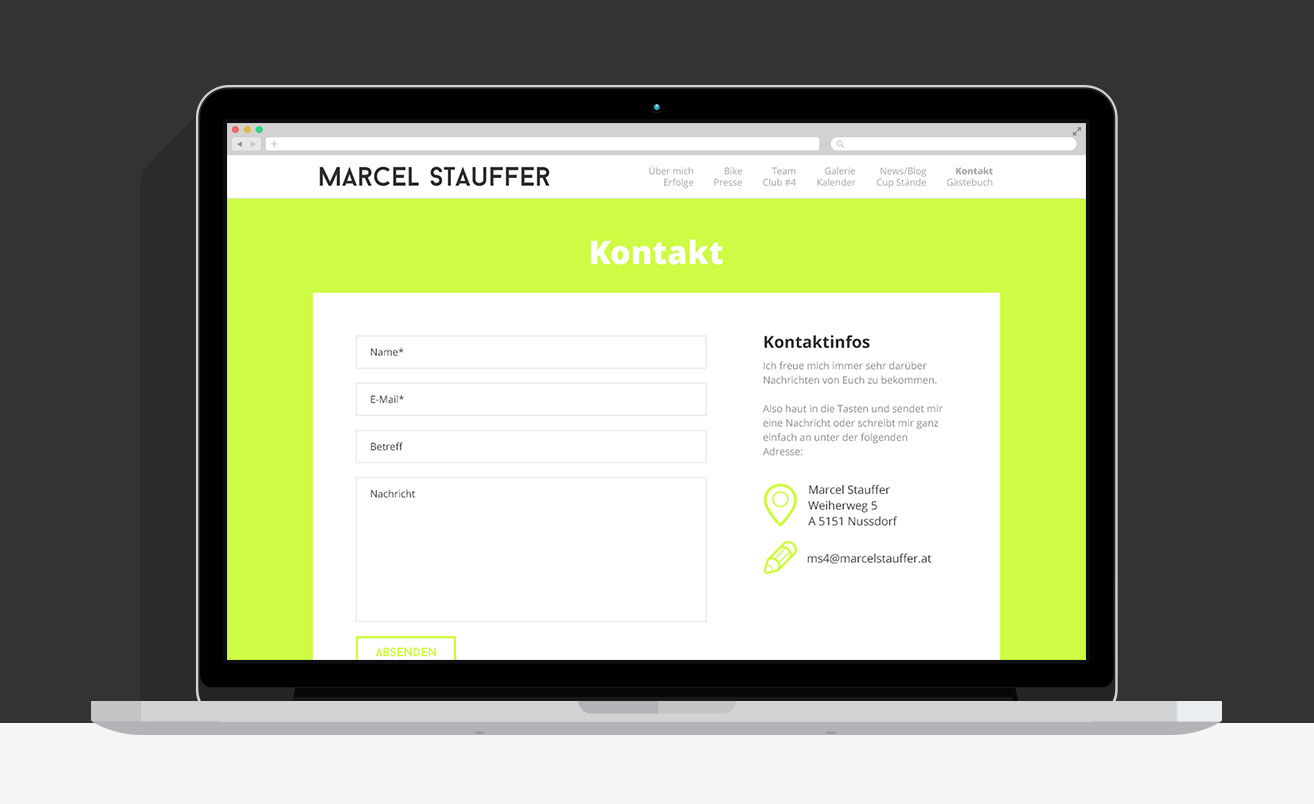 MARCEL STAUFFER
Über mich
Erfolge
Bike
Presse
Team
Club #4
Galerie
Kalender
News/Blog
Cup Stände
Kontakt
Gästebuch
Kontakt
Name*
E-Mail*
Betreff
Nachricht
ABSENDEN
Kontaktinfos
Ich freue mich immer sehr darüber
Nachrichten von Euch zu bekommen.
Also haut in die Tasten und sendet mir
eine Nachricht oder schreibt mir ganz
einfach an unter der folgenden
Adresse:
Marcel Stauffer
Weiherweg 5
A 5151 Nussdorf
ms4@marcelstauffer.at